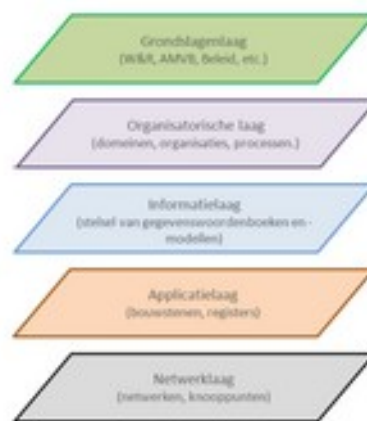 Grondslagenlaag
(W&R, AMVB, Beleid, etc.)
Organisatorische laag
(domeinen, organisaties, processen.)
Informatielaag
(stelsel van gegevenswoordenboeken en -
modellen)
Applicatielaag
(bouwstenen, registers)
Netwerklaag
(netwerken, knooppunten)